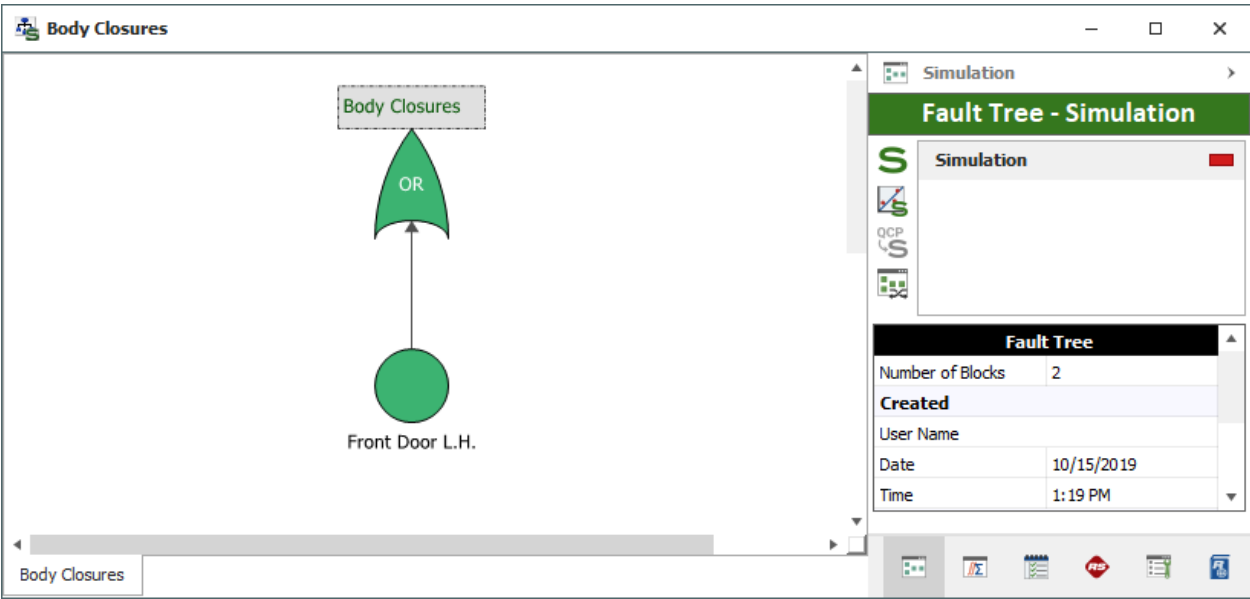 Body Closures
Body Closures
OR
Front Door L.H.
Body Closures
Simulation
Fault Tree - Simulation
S
Simulation
S
QCP
S
Fault Tree
Number of Blocks 2
Created
User Name
Date 10/15/2019
Time 1:19 PM
Σ
RS